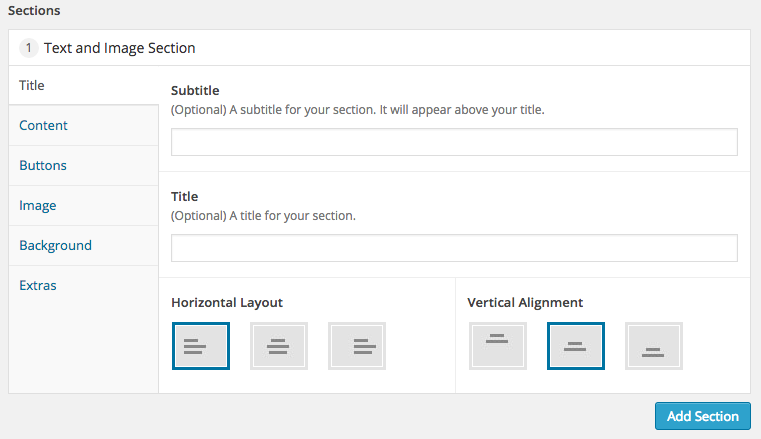 Sections
1 Text and Image Section
Title
Content
Buttons
Image
Background
Extras
Subtitle
(Optional) A subtitle for your section. It will appear above your title.
Title
(Optional) A title for your section.
Horizontal Layout
Vertical Alignment
Add Section